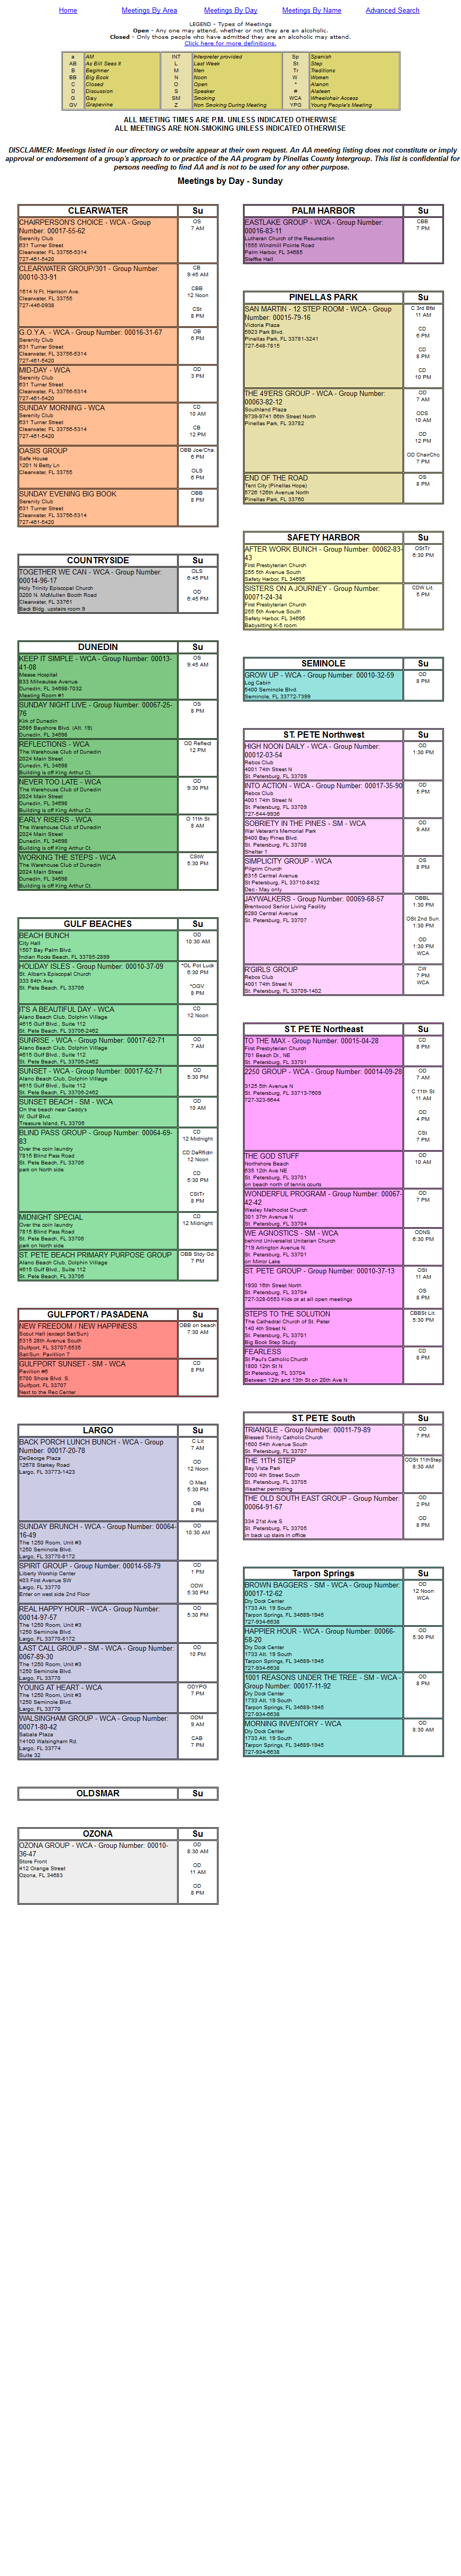 Home Meetings By Area Meetings By Day Meetings By Name Advanced Search
LEGEND - Types of Meetings
Open - Any one may attend, whether or not they are an alcoholic.
Closed - Only those people who have admitted they are an alcoholic may attend.
Click here for more definitions.
a AM INT Interpreter provided Sp Spanish
AB As Bill Sees It L Last Week St Step
B Beginner M Men Tr Traditions
BB Big Book N Noon W Women
C Closed O Open * Alanon
D Discussion S Speaker # Alateen
G Gay SM Smoking WCA Wheelchair Access
GV Grapevine Z Non Smoking During Meeting YPG Young People's Meeting
ALL MEETING TIMES ARE P.M. UNLESS INDICATED OTHERWISE
ALL MEETINGS ARE NON-SMOKING UNLESS INDICATED OTHERWISE
DISCLAIMER: Meetings listed in our directory or website appear at their own request. An AA meeting listing does not constitute or imply
approval or endorsement of a group's approach to or practice of the AA program by Pinellas County Intergroup. This list is confidential for
persons needing to find AA and is not to be used for any other purpose.
Meetings by Day - Sunday
CLEARWATER Su
CHAIRPERSON'S CHOICE - WCA - Group
Number: 00017-55-62
Serenity Club
631 Turner Street
Clearwater, FL 33756-5314
727-461-5420
OS
7 AM
CLEARWATER GROUP/301 - Group Number:
00010-33-91
1614 N Ft. Harrison Ave.
Clearwater, FL 33755
727-446-0938
CB
9:45 AM
CBB
12 Noon
CSt
8 PM
G.O.Y.A. - WCA - Group Number: 00016-31-67
Serenity Club
631 Turner Street
Clearwater, FL 33756-5314
727-461-5420
OB
6 PM
MID-DAY - WCA
Serenity Club
631 Turner Street
Clearwater, FL 33756-5314
727-461-5420
OD
3 PM
SUNDAY MORNING - WCA
Serenity Club
631 Turner Street
Clearwater, FL 33756-5314
727-461-5420
CD
10 AM
CB
12 PM
OASIS GROUP
Safe House
1201 N Betty Ln
Clearwater, FL 33755
OBB Joe/Cha.
6 PM
OLS
6 PM
SUNDAY EVENING BIG BOOK
Serenity Club
631 Turner Street
Clearwater, FL 33756-5314
727-461-5420
OBB
8 PM
COUNTRYSIDE Su
TOGETHER WE CAN - WCA - Group Number:
00014-96-17
Holy Trinity Episcopal Church
3200 N. McMullen Booth Road
Clearwater, FL 33761
Back Bldg. upstairs room 9
OLS
6:45 PM
OD
6:45 PM
DUNEDIN Su
KEEP IT SIMPLE - WCA - Group Number: 00013-
41-08
Mease Hospital
833 Milwaukee Avenue
Dunedin, FL 34698-7032
Meeting Room #1
OS
9:45 AM
SUNDAY NIGHT LIVE - Group Number: 00067-25-
76
Kirk of Dunedin
2686 Bayshore Blvd. (Alt. 19)
Dunedin, FL 34698
OS
8 PM
REFLECTIONS - WCA
The Warehouse Club of Dunedin
2024 Main Street
Dunedin, FL 34698
Building is off King Arthur Ct.
OD Reflect
12 PM
NEVER TOO LATE - WCA
The Warehouse Club of Dunedin
2024 Main Street
Dunedin, FL 34698
Building is off King Arthur Ct.
OD
9:30 PM
EARLY RISERS - WCA
The Warehouse Club of Dunedin
2024 Main Street
Dunedin, FL 34698
Building is off King Arthur Ct.
O 11th St
8 AM
WORKING THE STEPS - WCA
The Warehouse Club of Dunedin
2024 Main Street
Dunedin, FL 34698
Building is off King Arthur Ct.
CStW
5:30 PM
GULF BEACHES Su
BEACH BUNCH
City Hall
1507 Bay Palm Blvd.
Indian Rocks Beach, FL 33785-2899
OD
10:30 AM
HOLIDAY ISLES - Group Number: 00010-37-09
St. Alban's Episcopal Church
333 84th Ave
St. Pete Beach, FL 33706
*OL Pot Luck
6:30 PM
*OGV
8 PM
IT'S A BEAUTIFUL DAY - WCA
Alano Beach Club, Dolphin Village
4615 Gulf Blvd., Suite 112
St. Pete Beach, FL 33706-2462
CD
12 Noon
SUNRISE - WCA - Group Number: 00017-62-71
Alano Beach Club, Dolphin Village
4615 Gulf Blvd., Suite 112
St. Pete Beach, FL 33706-2462
OD
7 AM
SUNSET - WCA - Group Number: 00017-62-71
Alano Beach Club, Dolphin Village
4615 Gulf Blvd., Suite 112
St. Pete Beach, FL 33706-2462
OD
5:30 PM
SUNSET BEACH - SM - WCA
On the beach near Caddy's
W. Gulf Blvd.
Treasure Island, FL 33706
OD
10 AM
BLIND PASS GROUP - Group Number: 00064-69-
83
Over the coin laundry
7815 Blind Pass Road
St. Pete Beach, FL 33706
park on North side
CD
12 Midnight
CD DaRfldn
12 Noon
CD
5:30 PM
CStTr
8 PM
MIDNIGHT SPECIAL
Over the coin laundry
7815 Blind Pass Road
St. Pete Beach, FL 33706
park on North side
CD
12 Midnight
ST. PETE BEACH PRIMARY PURPOSE GROUP
Alano Beach Club, Dolphin Village
4615 Gulf Blvd., Suite 112
St. Pete Beach, FL 33706
OBB Stdy Gd.
7 PM
GULFPORT / PASADENA Su
NEW FREEDOM / NEW HAPPINESS
Scout Hall (except Sat/Sun)
5315 28th Avenue South
Gulfport, FL 33707-5535
Sat/Sun: Pavillion 7
OBB on beach
7:30 AM
GULFPORT SUNSET - SM - WCA
Pavilion #6
5700 Shore Blvd. S.
Gulfport, FL 33707
Next to the Rec Center
CD
8 PM
LARGO Su
BACK PORCH LUNCH BUNCH - WCA - Group
Number: 00017-20-78
DeGeorge Plaza
12678 Starkey Road
Largo, FL 33773-1423
C Lit
7 AM
OD
12 Noon
O Med
5:30 PM
OB
8 PM
SUNDAY BRUNCH - WCA - Group Number: 00064-
16-49
The 1250 Room, Unit #3
1250 Seminole Blvd.
Largo, FL 33770-8172
OD
10:30 AM
SPIRIT GROUP - Group Number: 00014-58-79
Liberty Worship Center
403 First Avenue SW
Largo, FL 33770
Enter on west side 2nd Floor
OD
1 PM
ODW
5:30 PM
REAL HAPPY HOUR - WCA - Group Number:
00014-97-57
The 1250 Room, Unit #3
1250 Seminole Blvd.
Largo, FL 33770-8172
OD
5:30 PM
LAST CALL GROUP - SM - WCA - Group Number:
0067-89-30
The 1250 Room, Unit #3
1250 Seminole Blvd.
Largo, FL 33770
OD
10 PM
YOUNG AT HEART - WCA
The 1250 Room, Unit #3
1250 Seminole Blvd.
Largo, FL 33770
ODYPG
7 PM
WALSINGHAM GROUP - WCA - Group Number:
00071-80-42
Sabals Plaza
14100 Walsingham Rd.
Largo, FL 33774
Suite 32
ODM
9 AM
CAB
7 PM
OLDSMAR Su
OZONA Su
OZONA GROUP - WCA - Group Number: 00010-
36-47
Store Front
412 Orange Street
Ozona, FL 34683
OD
8:30 AM
OD
11 AM
OD
8 PM
PALM HARBOR Su
EASTLAKE GROUP - WCA - Group Number:
00016-83-11
Lutheran Church of the Resurrection
1555 Windmill Pointe Road
Palm Harbor, FL 34685
Steffke Hall
CBB
7 PM
PINELLAS PARK Su
SAN MARTIN - 12 STEP ROOM - WCA - Group
Number: 00015-79-16
Victoria Plaza
5023 Park Blvd.
Pinellas Park, FL 33781-3241
727-548-7815
C 3rd Bfst
11 AM
CD
6 PM
CD
8 PM
CD
10 PM
THE 49'ERS GROUP - WCA - Group Number:
00063-82-12
Southland Plaza
9739-9741 66th Street North
Pinellas Park, FL 33782
OD
7 AM
ODS
10 AM
OD
12 PM
OD ChairChc
7 PM
END OF THE ROAD
Tent City (Pinellas Hope)
5726 126th Avenue North
Pinellas Park, FL 33760
OS
8 PM
SAFETY HARBOR Su
AFTER WORK BUNCH - Group Number: 00062-83-
43
First Presbyterian Church
255 5th Avenue South
Safety Harbor, FL 34695
OStTr
6:30 PM
SISTERS ON A JOURNEY - Group Number:
00071-24-34
First Presbyterian Church
255 5th Avenue South
Safety Harbor, FL 34695
Babysitting K-5 room
CDW Lit.
5 PM
SEMINOLE Su
GROW UP - WCA - Group Number: 00010-32-59
Log Cabin
5400 Seminole Blvd.
Seminole, FL 33772-7399
OD
8 PM
ST. PETE Northwest Su
HIGH NOON DAILY - WCA - Group Number:
00012-03-54
Rebos Club
4001 74th Street N
St. Petersburg, FL 33709
OD
1:30 PM
INTO ACTION - WCA - Group Number: 00017-35-90
Rebos Club
4001 74th Street N
St. Petersburg, FL 33709
727-544-9936
OD
5 PM
SOBRIETY IN THE PINES - SM - WCA
War Veteran's Memorial Park
9400 Bay Pines Blvd.
St. Petersburg, FL 33708
Shelter 1
OD
9 AM
SIMPLICITY GROUP - WCA
Pilgrim Church
6315 Central Avenue
St Petersburg, FL 33710-8432
Dec - May only
OS
8 PM
JAYWALKERS - Group Number: 00069-68-57
Brentwood Senior Living Facility
6280 Central Avenue
St. Petersburg, FL 33707
OBBL
1:30 PM
OSt 2nd Sun.
1:30 PM
OD
1:30 PM
WCA
R'GIRLS GROUP
Rebos Club
4001 74th Street N
St. Petersburg, FL 33709-1402
CW
7 PM
WCA
ST. PETE Northeast Su
TO THE MAX - Group Number: 00015-04-28
First Presbyterian Church
701 Beach Dr., NE
St. Petersburg, FL 33701
CD
8 PM
2250 GROUP - WCA - Group Number: 00014-09-28
3125 5th Avenue N
St. Petersburg, FL 33713-7609
727-323-9644
OD
7 AM
C 11th St
11 AM
OD
4 PM
CSt
7 PM
THE GOD STUFF
Northshore Beach
635 12th Ave NE
St. Petersburg, FL 33701
on beach north of tennis courts
OD
10 AM
WONDERFUL PROGRAM - Group Number: 00067-
42-42
Wesley Methodist Church
301 37th Avenue N
St. Petersburg, FL 33704
OD
7 PM
WE AGNOSTICS - SM - WCA
behind Universalist Unitarian Church
719 Arlington Avenue N.
St. Petersburg, FL 33701
on Mirror Lake
ODNS
6:30 PM
ST. PETE GROUP - Group Number: 00010-37-13
1930 16th Street North
St. Petersburg, FL 33704
727-328-0553 Kids ok at all open meetings
OSt
11 AM
OS
8 PM
STEPS TO THE SOLUTION
The Cathedral Church of St. Peter
140 4th Street N.
St. Petersburg, FL 33701
Big Book Step Study
CBBSt Lit.
5:30 PM
FEARLESS
St Paul's Catholic Church
1800 12th St N
St Petersburg, FL 33704
Between 12th and 13th St on 20th Ave N
CD
8 PM
ST. PETE South Su
TRIANGLE - Group Number: 00011-79-89
Blessed Trinity Catholic Church
1600 54th Avenue South
St. Petersburg, FL 33707
OD
7 PM
THE 11TH STEP
Bay Vista Park
7000 4th Street South
St. Petersburg, FL 33705
Weather permitting
ODSt 11thStep
8:30 AM
THE OLD SOUTH EAST GROUP - Group Number:
00064-91-67
334 21st Ave S
St. Petersburg, FL 33705
in back up stairs in office
OD
2 PM
OD
8 PM
Tarpon Springs Su
BROWN BAGGERS - SM - WCA - Group Number:
00017-12-62
Dry Dock Center
1733 Alt. 19 South
Tarpon Springs, FL 34689-1945
727-934-6638
OD
12 Noon
WCA
HAPPIER HOUR - WCA - Group Number: 00066-
58-20
Dry Dock Center
1733 Alt. 19 South
Tarpon Springs, FL 34689-1945
727-934-6638
OD
5:30 PM
1001 REASONS UNDER THE TREE - SM - WCA -
Group Number: 00017-11-92
Dry Dock Center
1733 Alt. 19 South
Tarpon Springs, FL 34689-1945
727-934-6638
OD
8 PM
MORNING INVENTORY - WCA
Dry Dock Center
1733 Alt. 19 South
Tarpon Springs, FL 34689-1945
727-934-6638
OD
8:30 AM